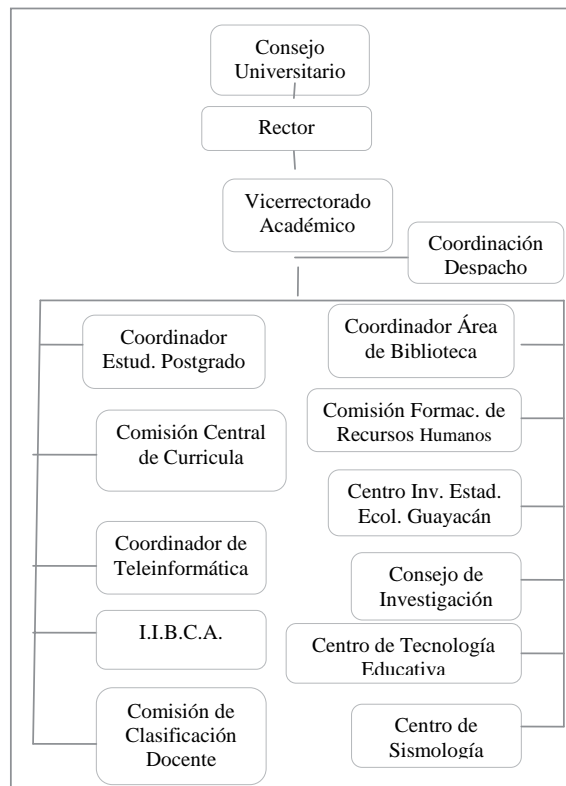 Consejo
Universitario
Rector
Vicerrectorado
Académico
Coordinación
Despacho
Coordinador
Estud. Postgrado
Comisión Central
de Curricula
Coordinador de
Teleinformática
I.I.B.C.A.
Comisión de
Clasificación
Docente
Coordinador Área
de Biblioteca
Comisión Formac. de
Recursos Humanos
Centro Inv. Estad.
Ecol. Guayacán
Consejo de
Investigación
Centro de Tecnología
Educativa
Centro de
Sismología